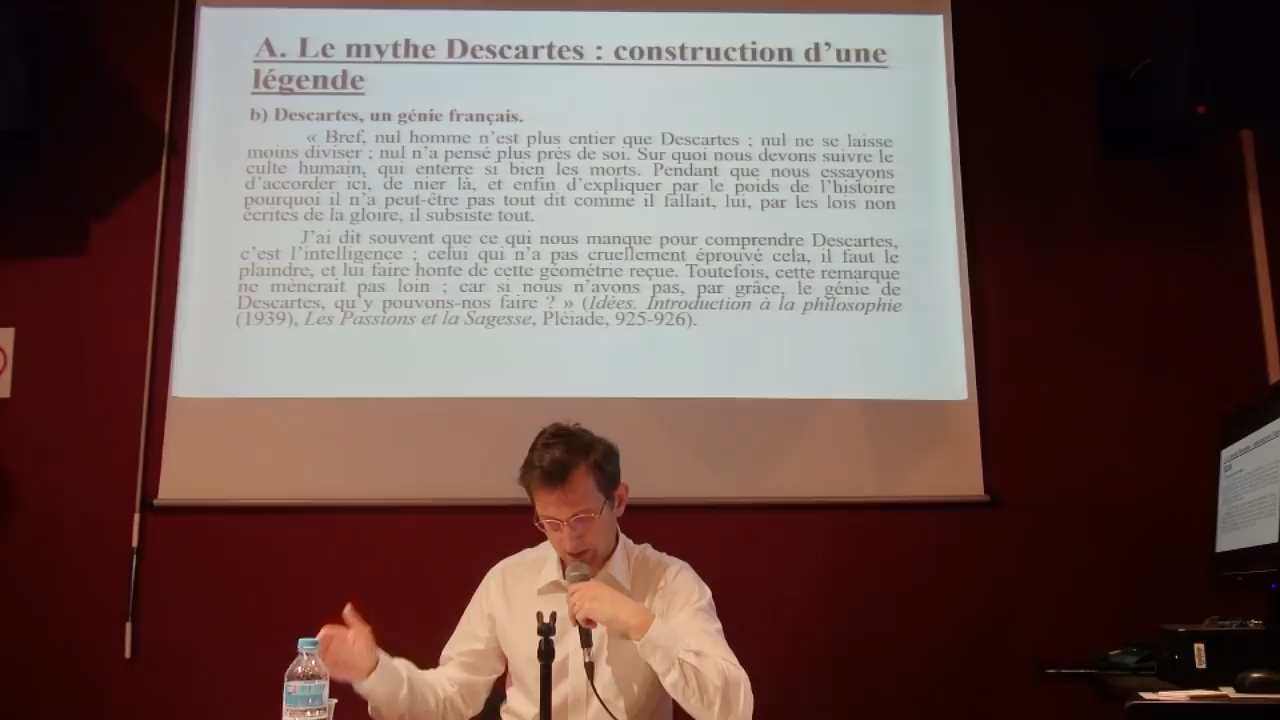 A. Le mythe Descartes : construction d’une
légende
b) Descartes, un génie français.
« Bref, nul homme n’est plus entier que Descartes ; nul ne se laisse
moins diviser ; nul n’a pensé plus près de soi. Sur quoi nous devons suivre le
culte humain, qui enterre si bien les morts. Pendant que nous essayons
d’accorder ici, de nier là, et enfin d’expliquer par le poids de l’histoire
pourquoi il n’a peut-être pas tout dit comme il fallait, lui, par les lois non
écrites de la gloire, il subsiste tout.
J’ai dit souvent que ce qui nous manque pour comprendre Descartes,
c’est l’intelligence ; celui qui n’a pas cruellement éprouvé cela, il faut le
plaindre, et lui faire honte de cette géométrie reçue. Toutefois, cette remarque
ne mènerait pas loin ; car si nous n’avons pas, par grâce, le génie de
Descartes, qu’y pouvons-nos faire ? » (Idées. Introduction à la philosophie
(1939), Les Passions et la Sagesse, Pléiade, 925-926).